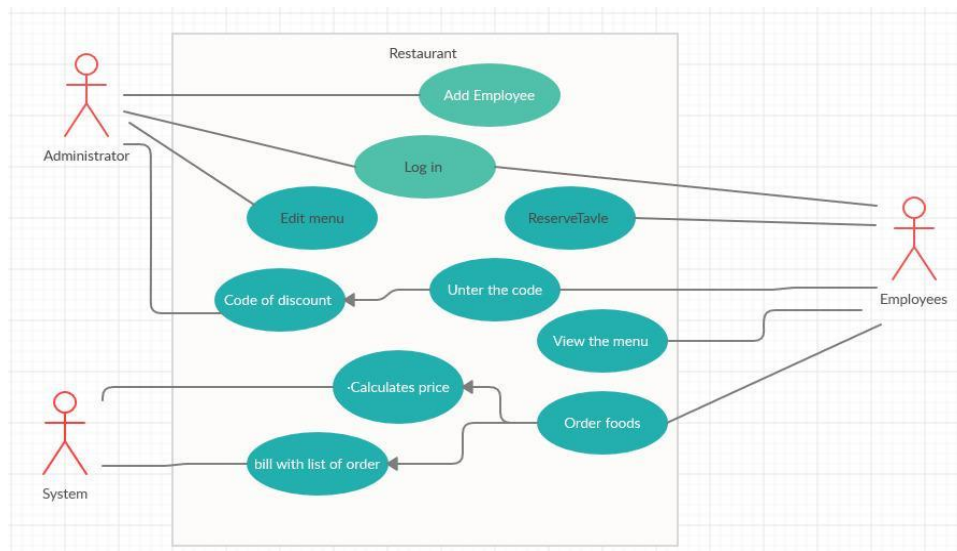 Restaurant
Add Employee
Administrator
Log in
Edit menu
ReserveTavle
Code of discount
Unter the code
Employees
View the menu
·Calculates price
Order foods
bill with list of order
System